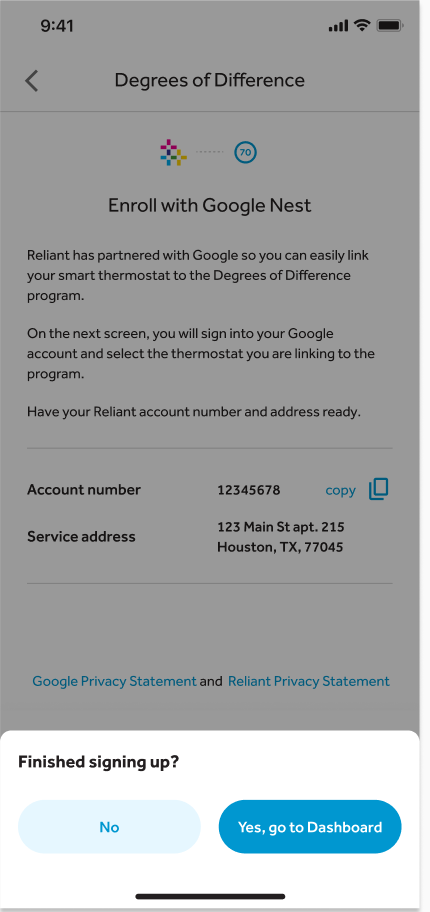 9:41
Degrees of Difference
70
Enroll with Google Nest
Reliant has partnered with Google so you can easily link
your smart thermostat to the Degrees of Difference
program.
On the next screen, you will sign into your Google
account and select the thermostat you are linking to the
program.
Have your Reliant account number and address ready.
Account number 12345678 copy
Service address 123 Main St apt. 215
Houston, TX, 77045
Google Privacy Statement and Reliant Privacy Statement
Finished signing up?
No Yes, go to Dashboard